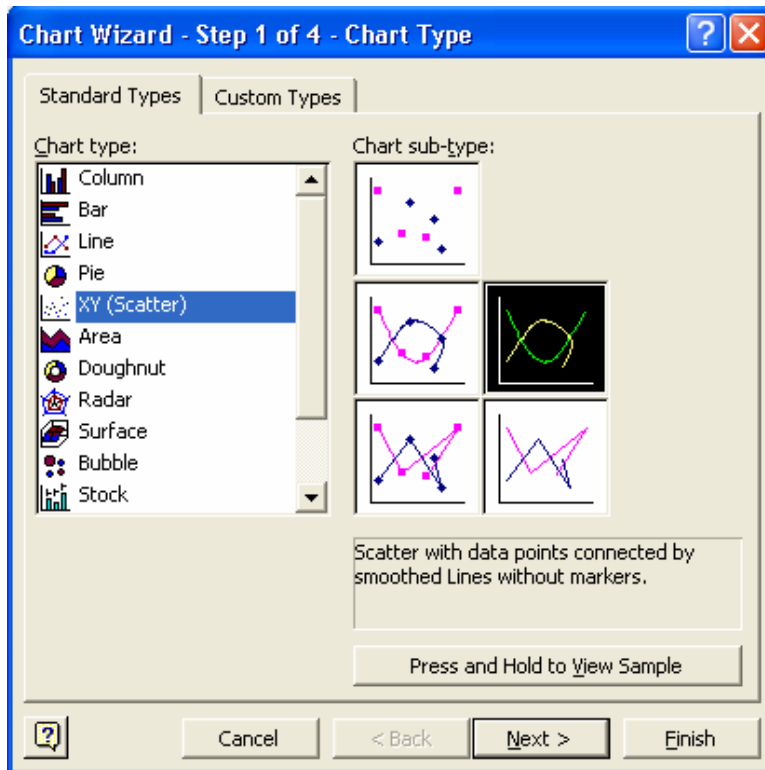 Chart Wizard - Step 1 of 4 - Chart Type
Standard Types
Custom Types
Chart type:
Column
Bar
Line
Pie
XY (Scatter)
Area
Doughnut
Radar
Surface
Bubble
Stock
Chart sub-type:
Scatter with data points connected by
smoothed Lines without markers.
Press and Hold to View Sample
Cancel
< Back
Next >
Finish